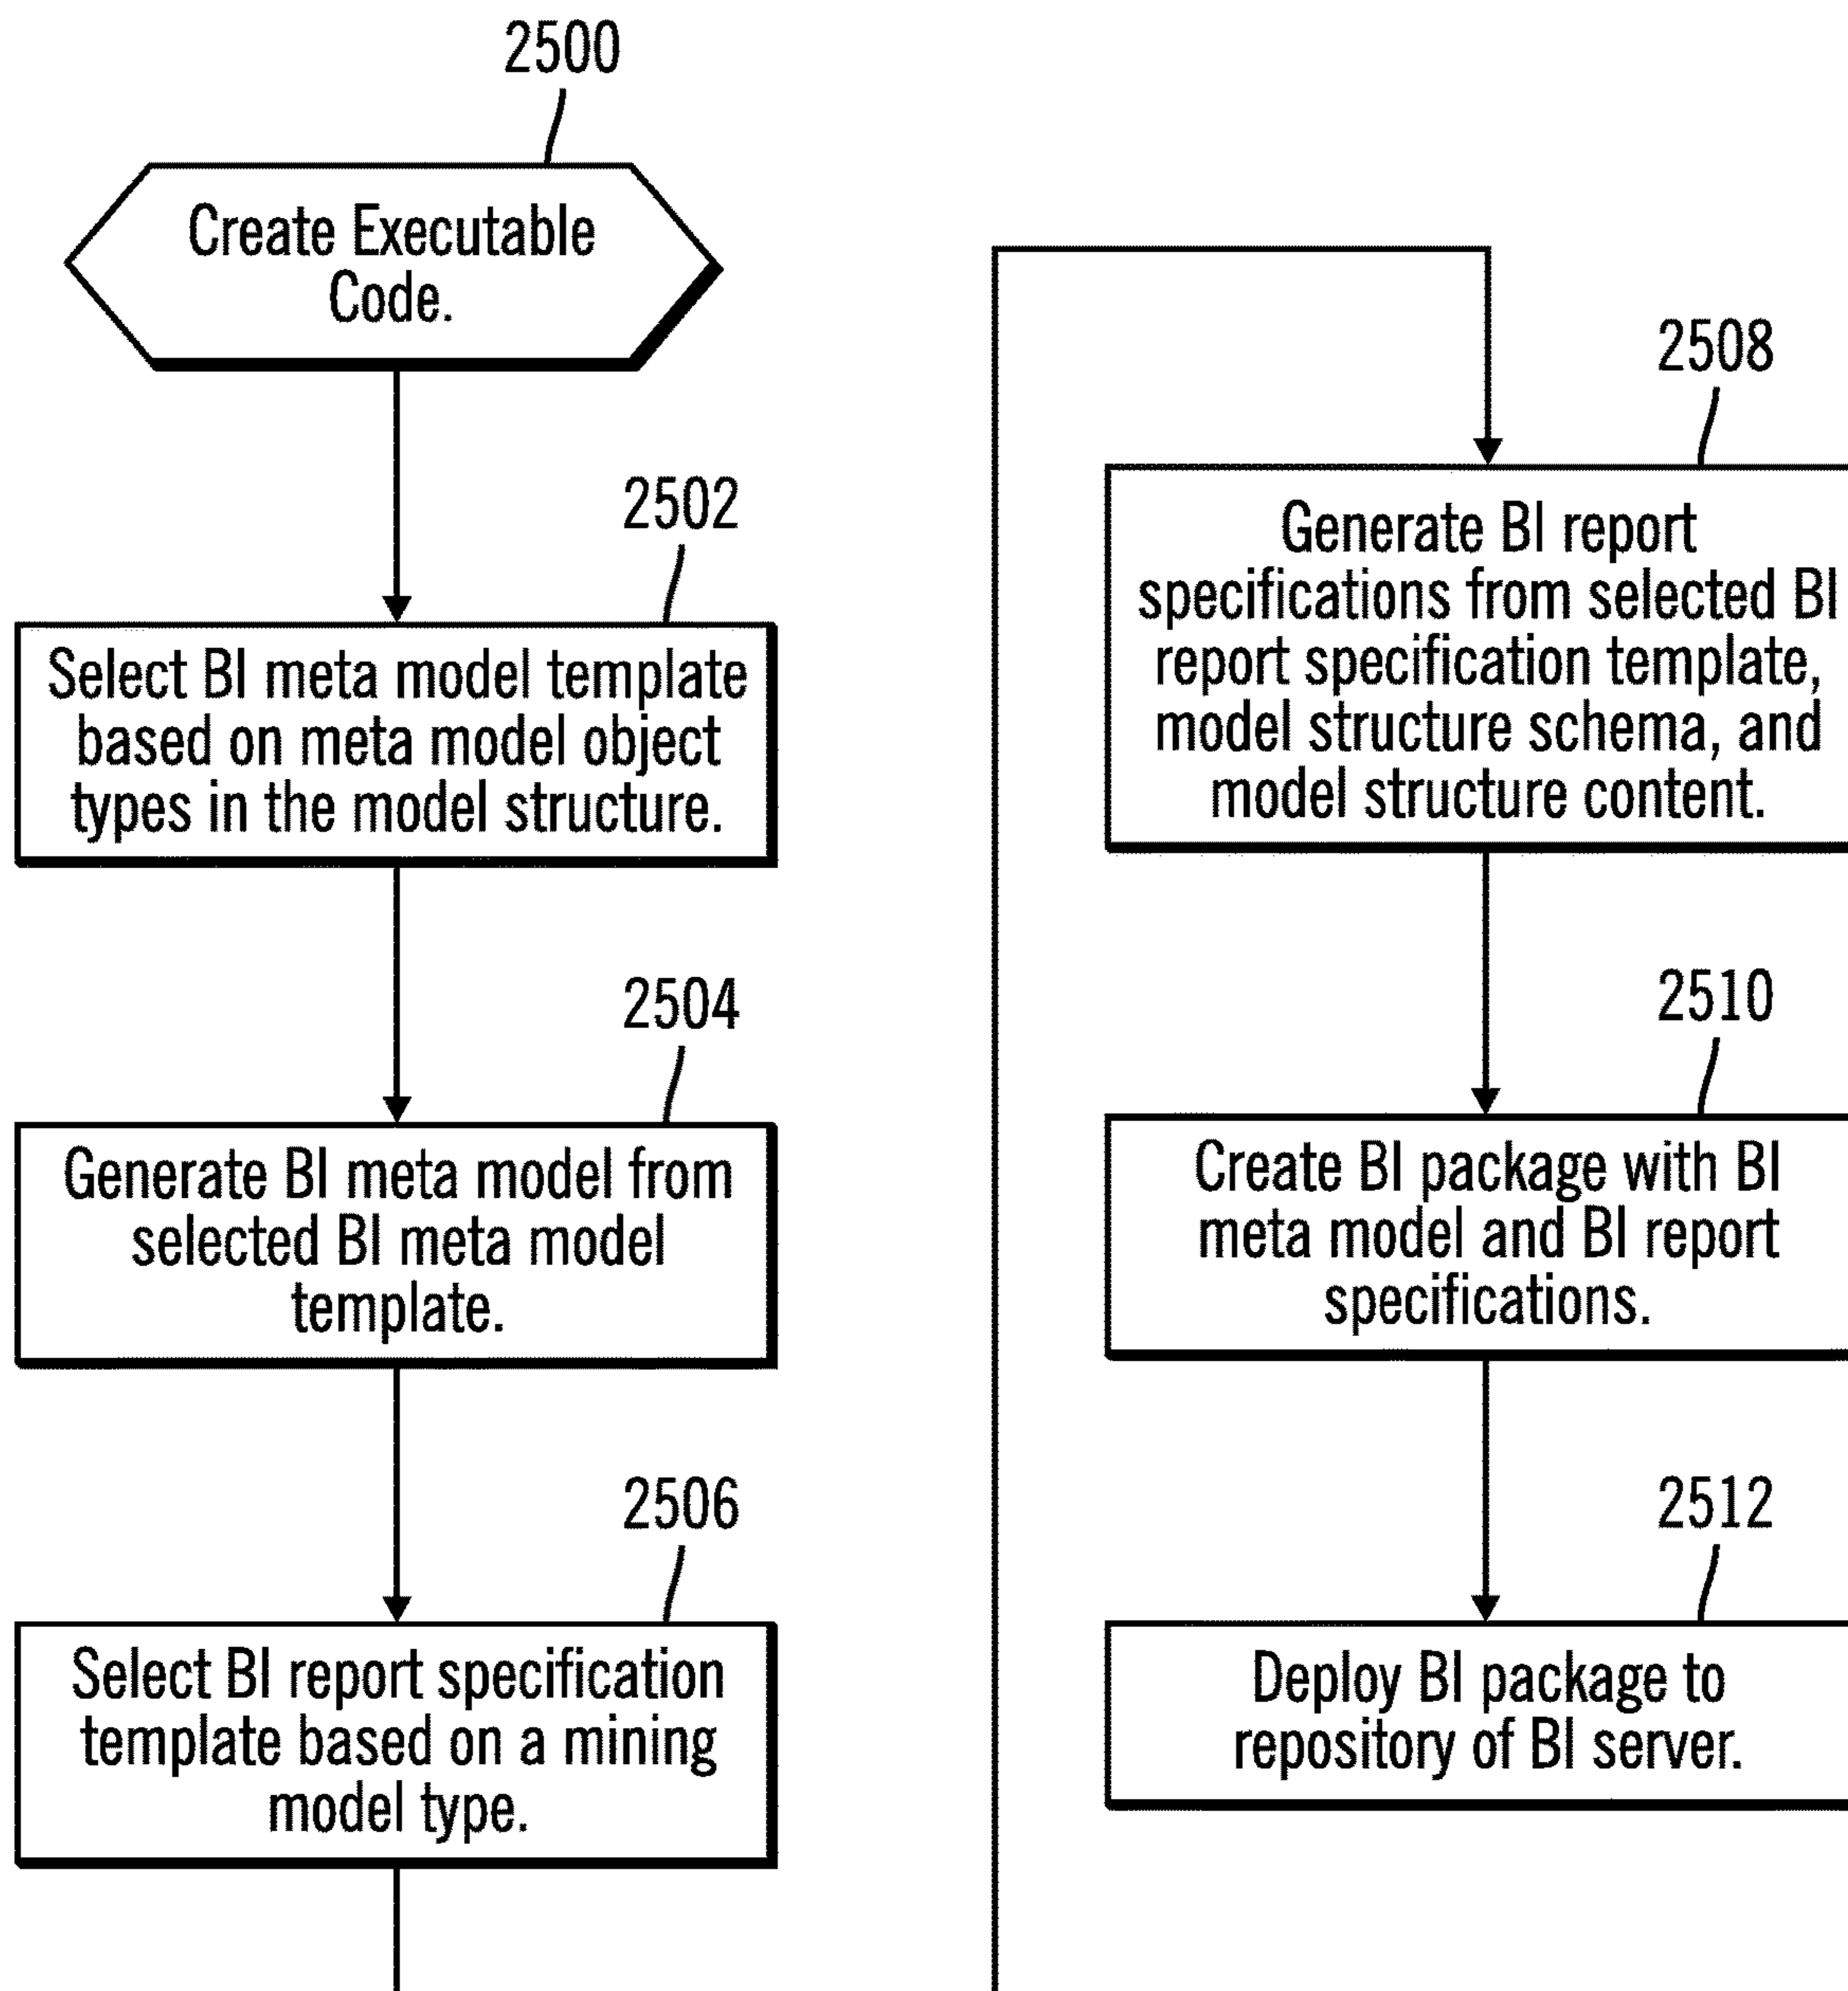 2500
Create Executable
Code.
2502
Select BI meta model template
based on meta model object
types in the model structure.
2504
Generate BI meta model from
selected BI meta model
template.
2506
Select BI report specification
template based on a mining
model type.
2508
Generate BI report
specifications from selected BI
report specification template,
model structure schema, and
model structure content.
2510
Create BI package with BI
meta model and BI report
specifications.
2512
Deploy BI package to
repository of BI server.